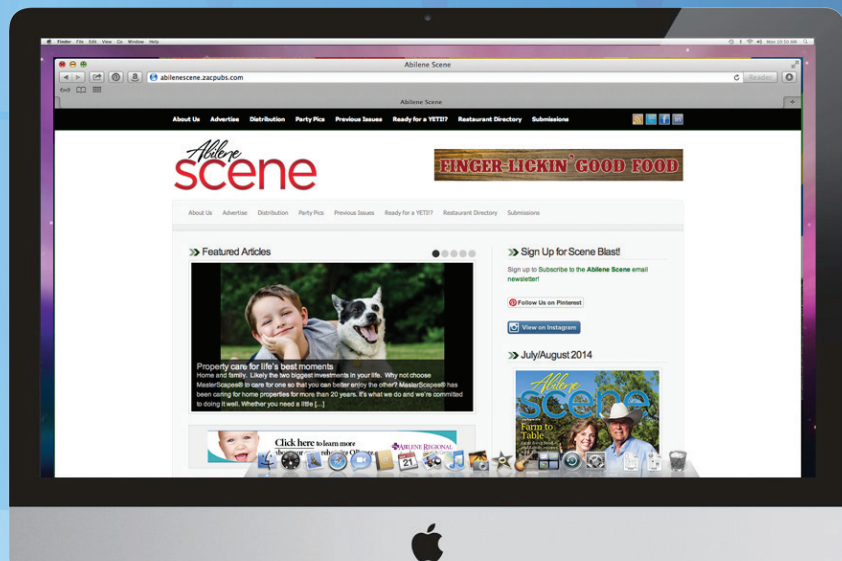 Finder File Edit View Go Window Help
Abilene Scene
abilenescene.zacpubs.com
Reader
Abilene Scene
About Us Advertise Distribution Party Pics Previous Issues Ready for a YETI!? Restaurant Directory Submissions
Abilene
scene
FINGER-LICKIN' GOOD FOOD
About Us Advertise Distribution Party Pics Previous Issues Ready for a YETI!? Restaurant Directory Submissions
Featured Articles
Property care for life's best moments
Home and family. Likely the two biggest investments in your life. Why not choose
MasterScapes® to care for one so that you can better enjoy the other? MasterScapes® has
been caring for home properties for more than 20 years. It's what we do and we're committed
to doing it well. Whether you need a little [...]
Click here to learn more
ABILENE REGIONAL
21
Sign Up for Scene Blast!
Sign up to Subscribe to the Abilene Scene email
newsletter!
Follow Us on Pinterest
View on Instagram
July/August 2014
Abilene
scene
Farm to
Table